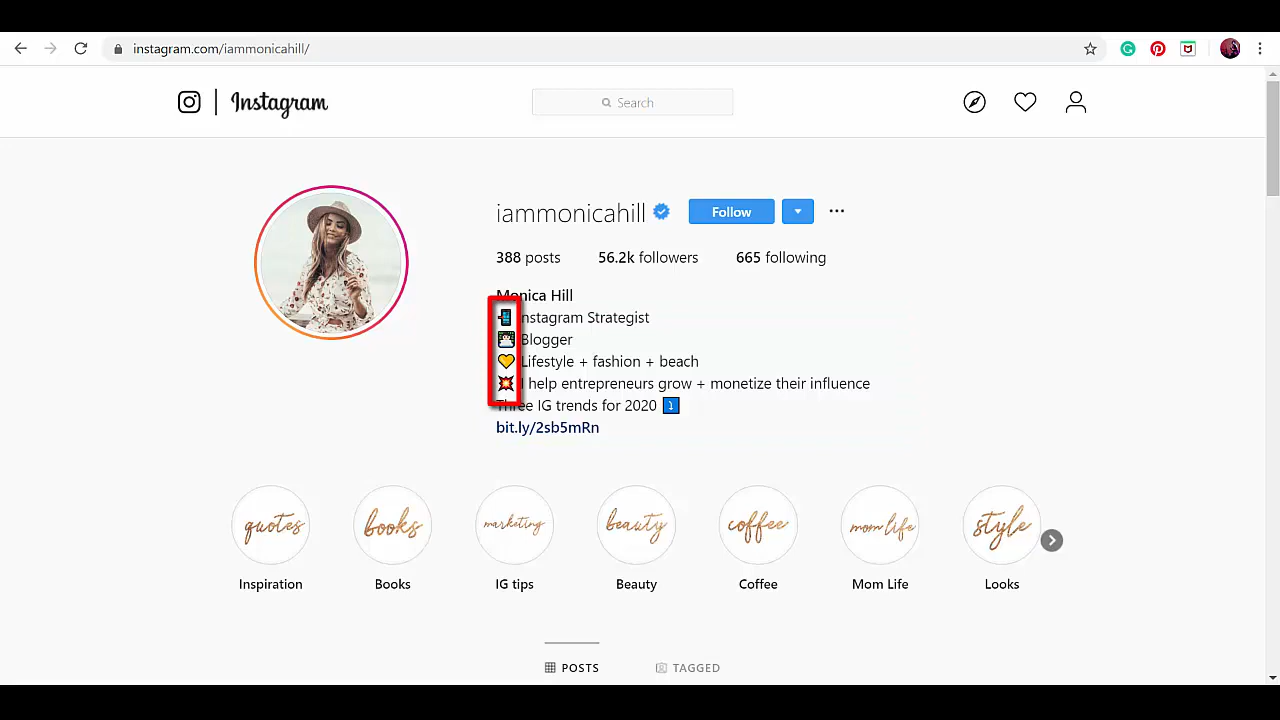 instagram.com/iammonicahill/
Instagram
Search
iammonicahill
Follow
388 posts 56.2k followers 665 following
Monica Hill
Instagram Strategist
Blogger
Lifestyle + fashion + beach
I help entrepreneurs grow + monetize their influence
Three IG trends for 2020
bit.ly/2sb5mRn
quotes books marketing beauty coffee mom life style
Inspiration Books IG tips Beauty Coffee Mom Life Looks
POSTS TAGGED